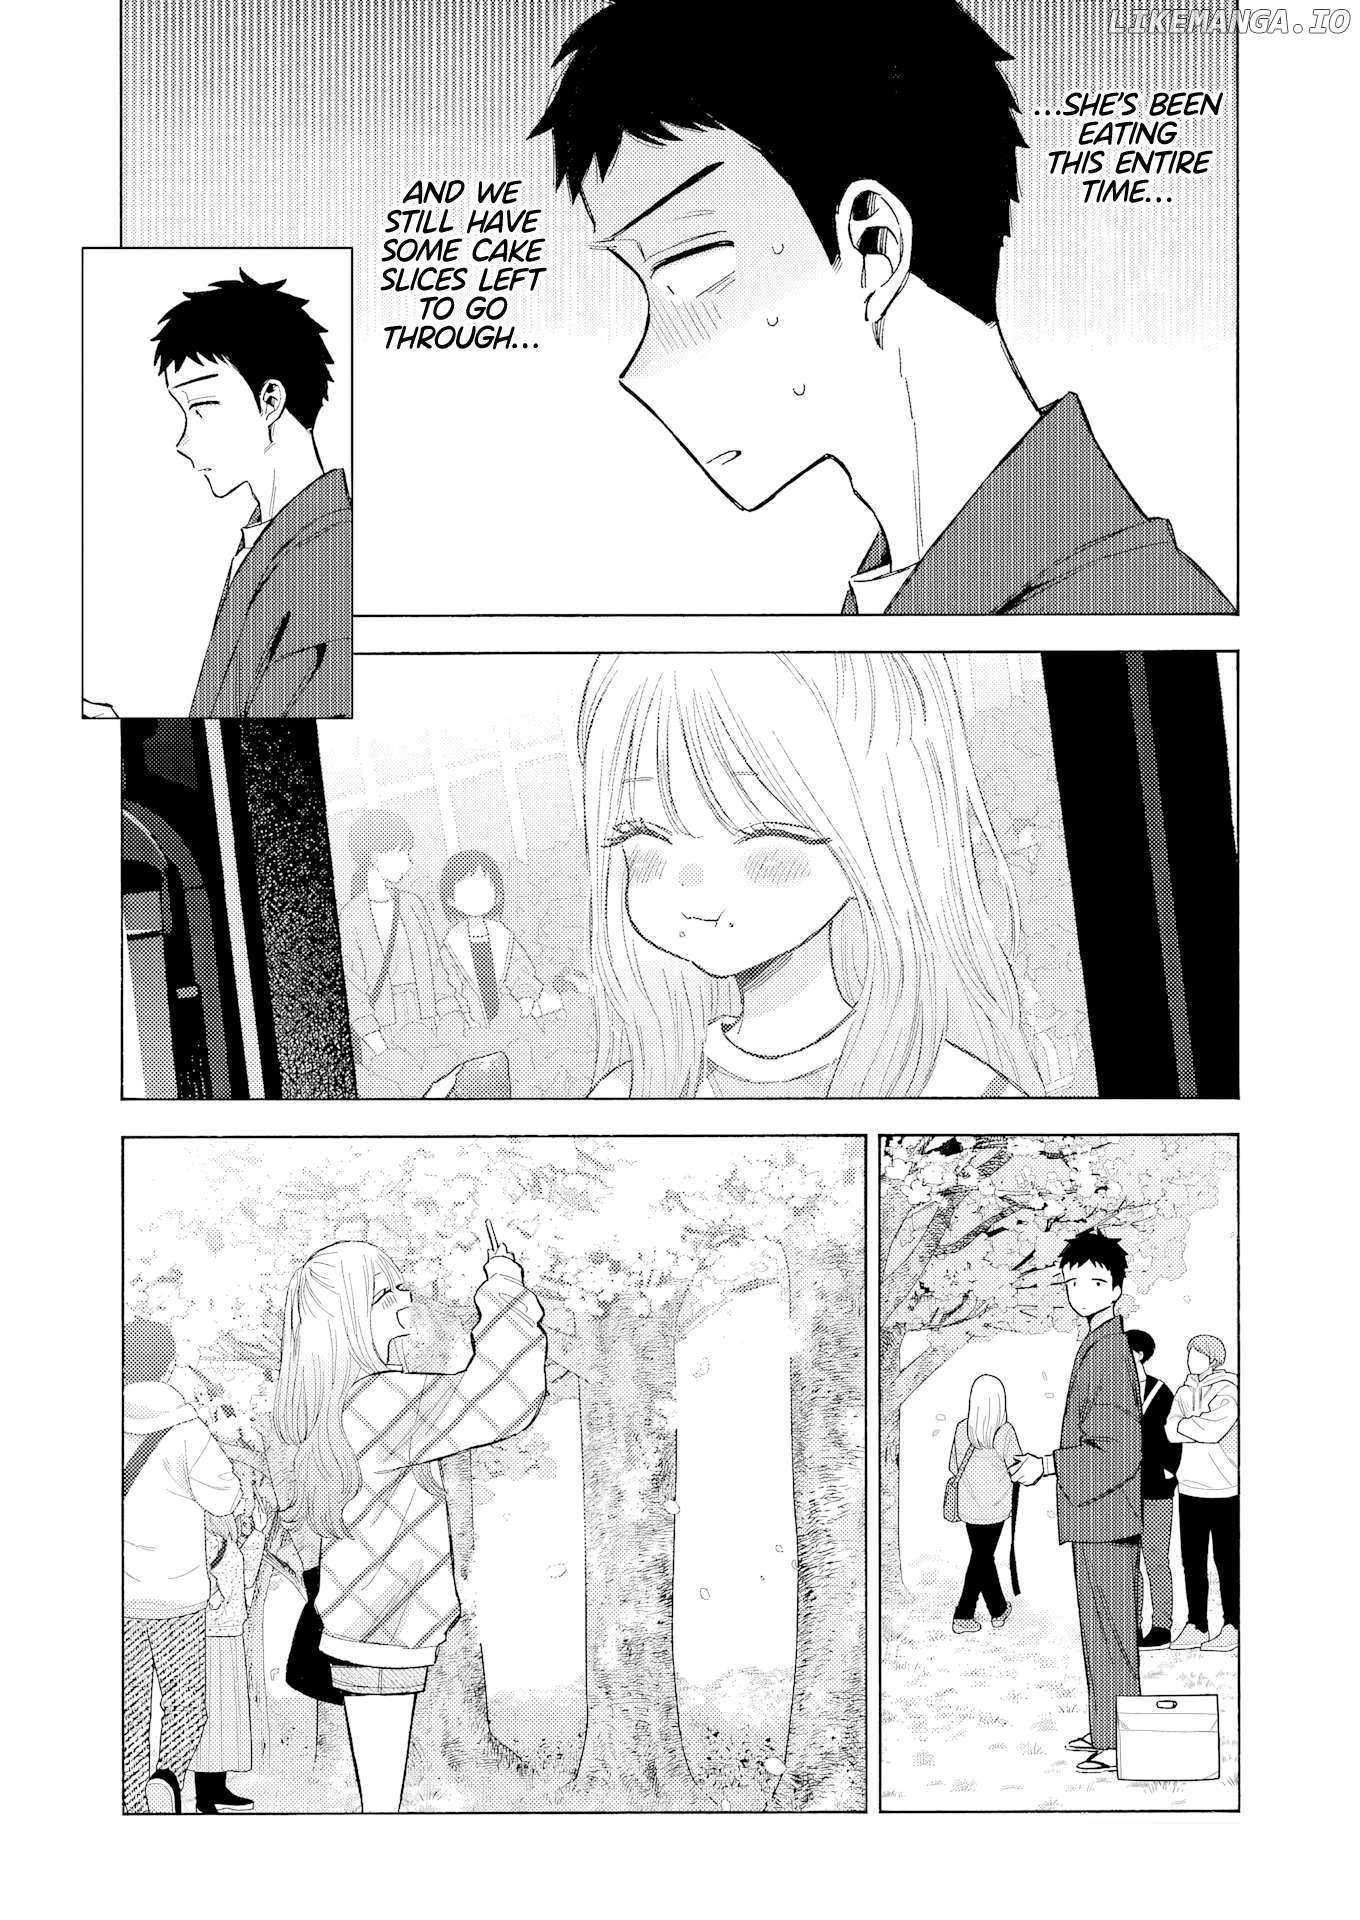 LIKEMANGA.IO
...SHE'S BEEN
EATING
THIS ENTIRE
TIME...
AND WE
STILL HAVE
SOME CAKE
SLICES LEFT
TO GO
THROUGH...